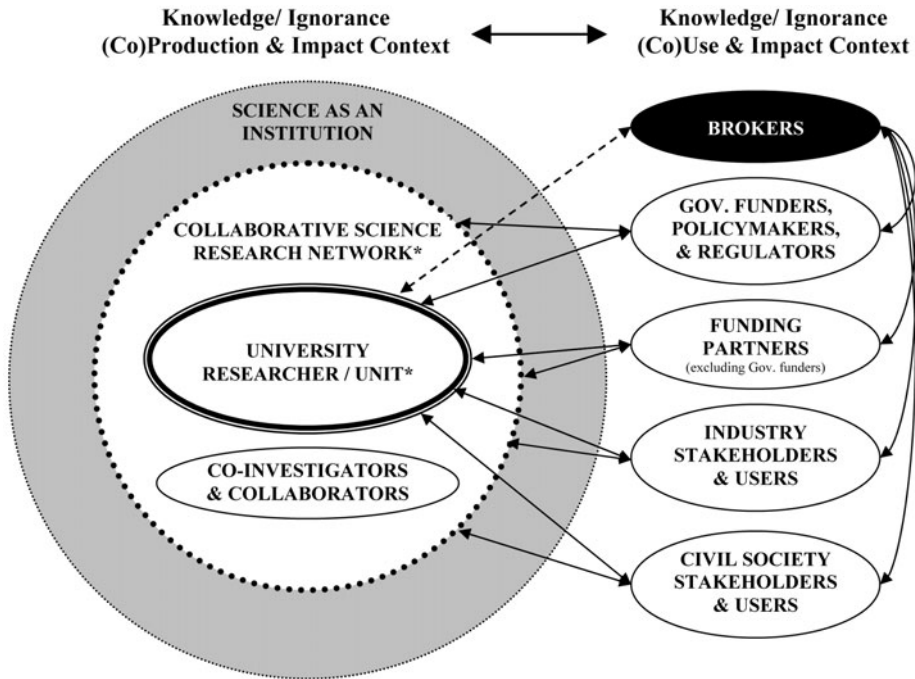 Knowledge/ Ignorance
(Co)Production & Impact Context
Knowledge/ Ignorance
(Co)Use & Impact Context
SCIENCE AS AN
INSTITUTION
COLLABORATIVE SCIENCE
RESEARCH NETWORK*
UNIVERSITY
RESEARCHER / UNIT*
CO-INVESTIGATORS
& COLLABORATORS
BROKERS
GOV. FUNDERS,
POLICYMAKERS,
& REGULATORS
FUNDING
PARTNERS
(excluding Gov. funders)
INDUSTRY
STAKEHOLDERS
& USERS
CIVIL SOCIETY
STAKEHOLDERS
& USERS